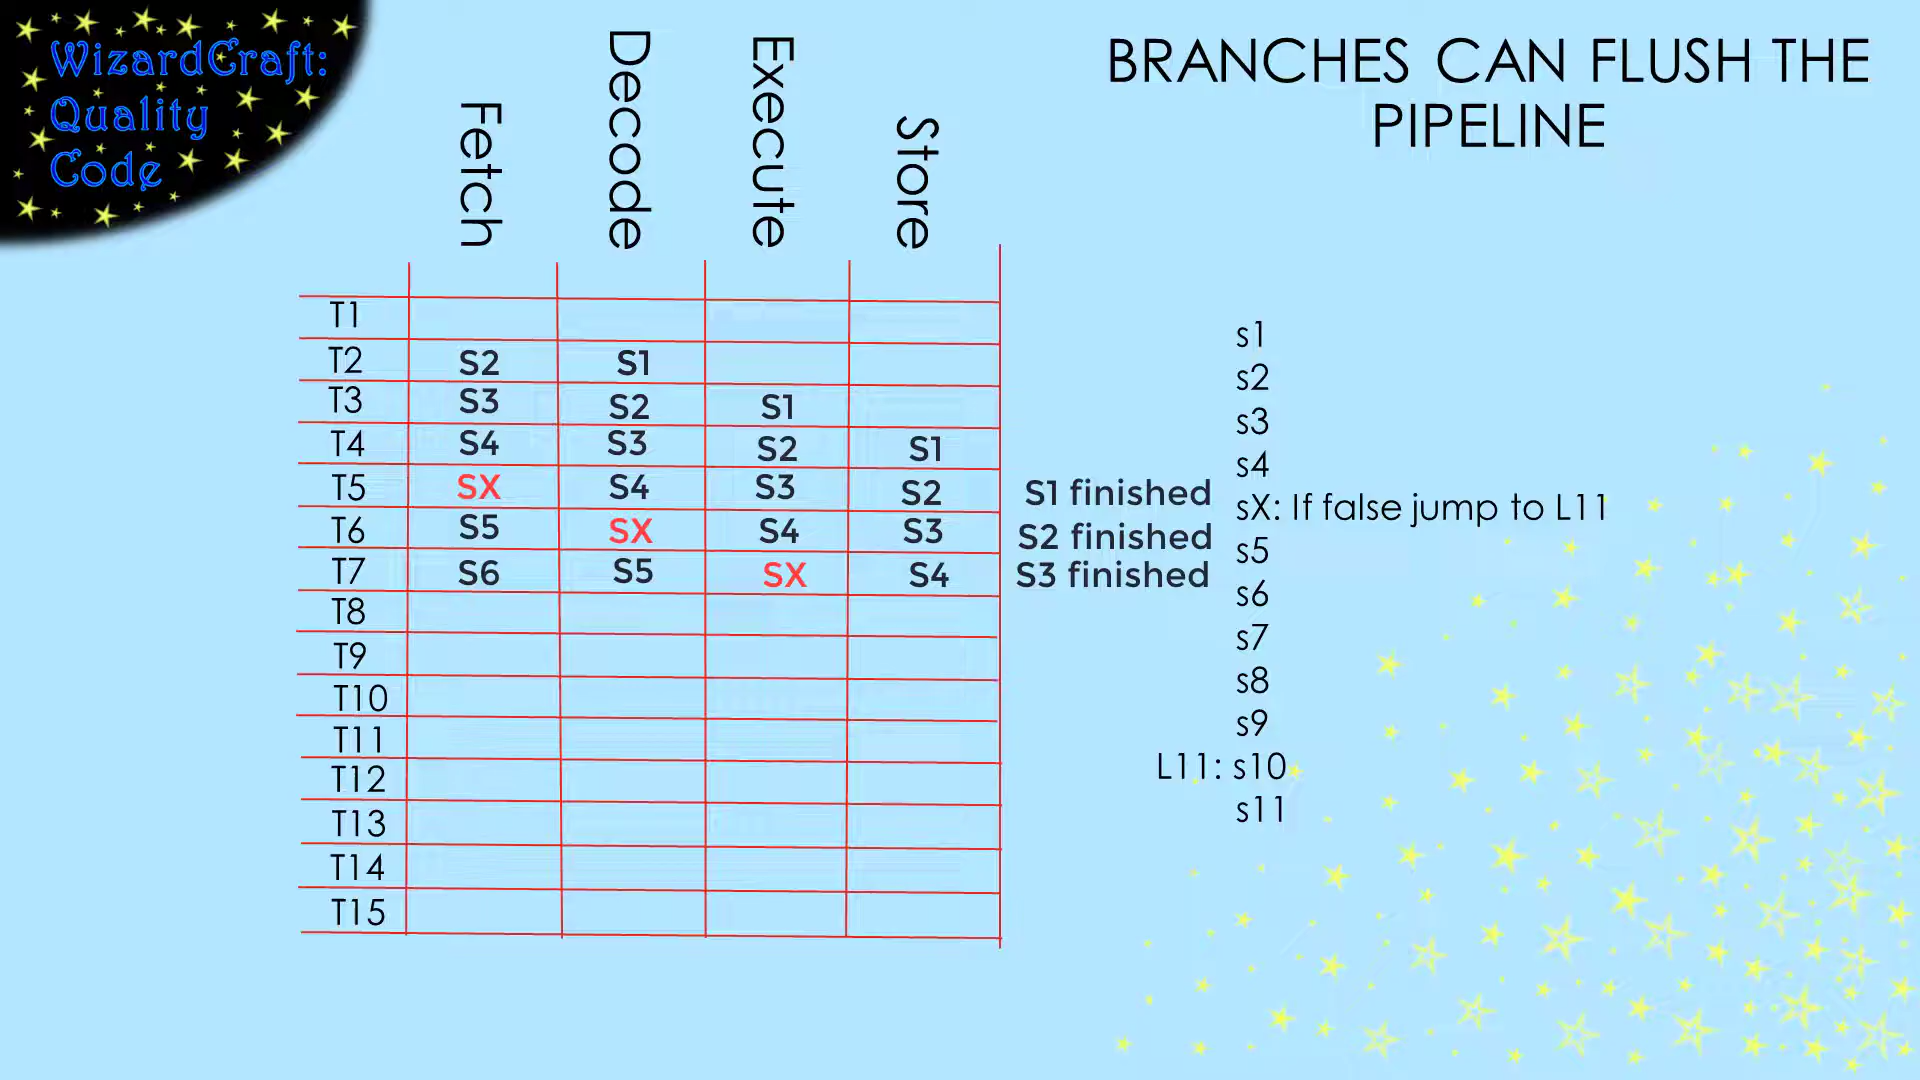 WizardCraft:
Quality
Code
BRANCHES CAN FLUSH THE
PIPELINE
Fetch Decode Execute Store
T1
T2 S2 S1
T3 S3 S2 S1
T4 S4 S3 S2 S1
T5 SX S4 S3 S2 S1 finished
T6 S5 SX S4 S3 S2 finished
T7 S6 S5 SX S4 S3 finished
T8
T9
T10
T11
T12
T13
T14
T15
s1
s2
s3
s4
sX: If false jump to L11
s5
s6
s7
s8
s9
L11: s10
s11